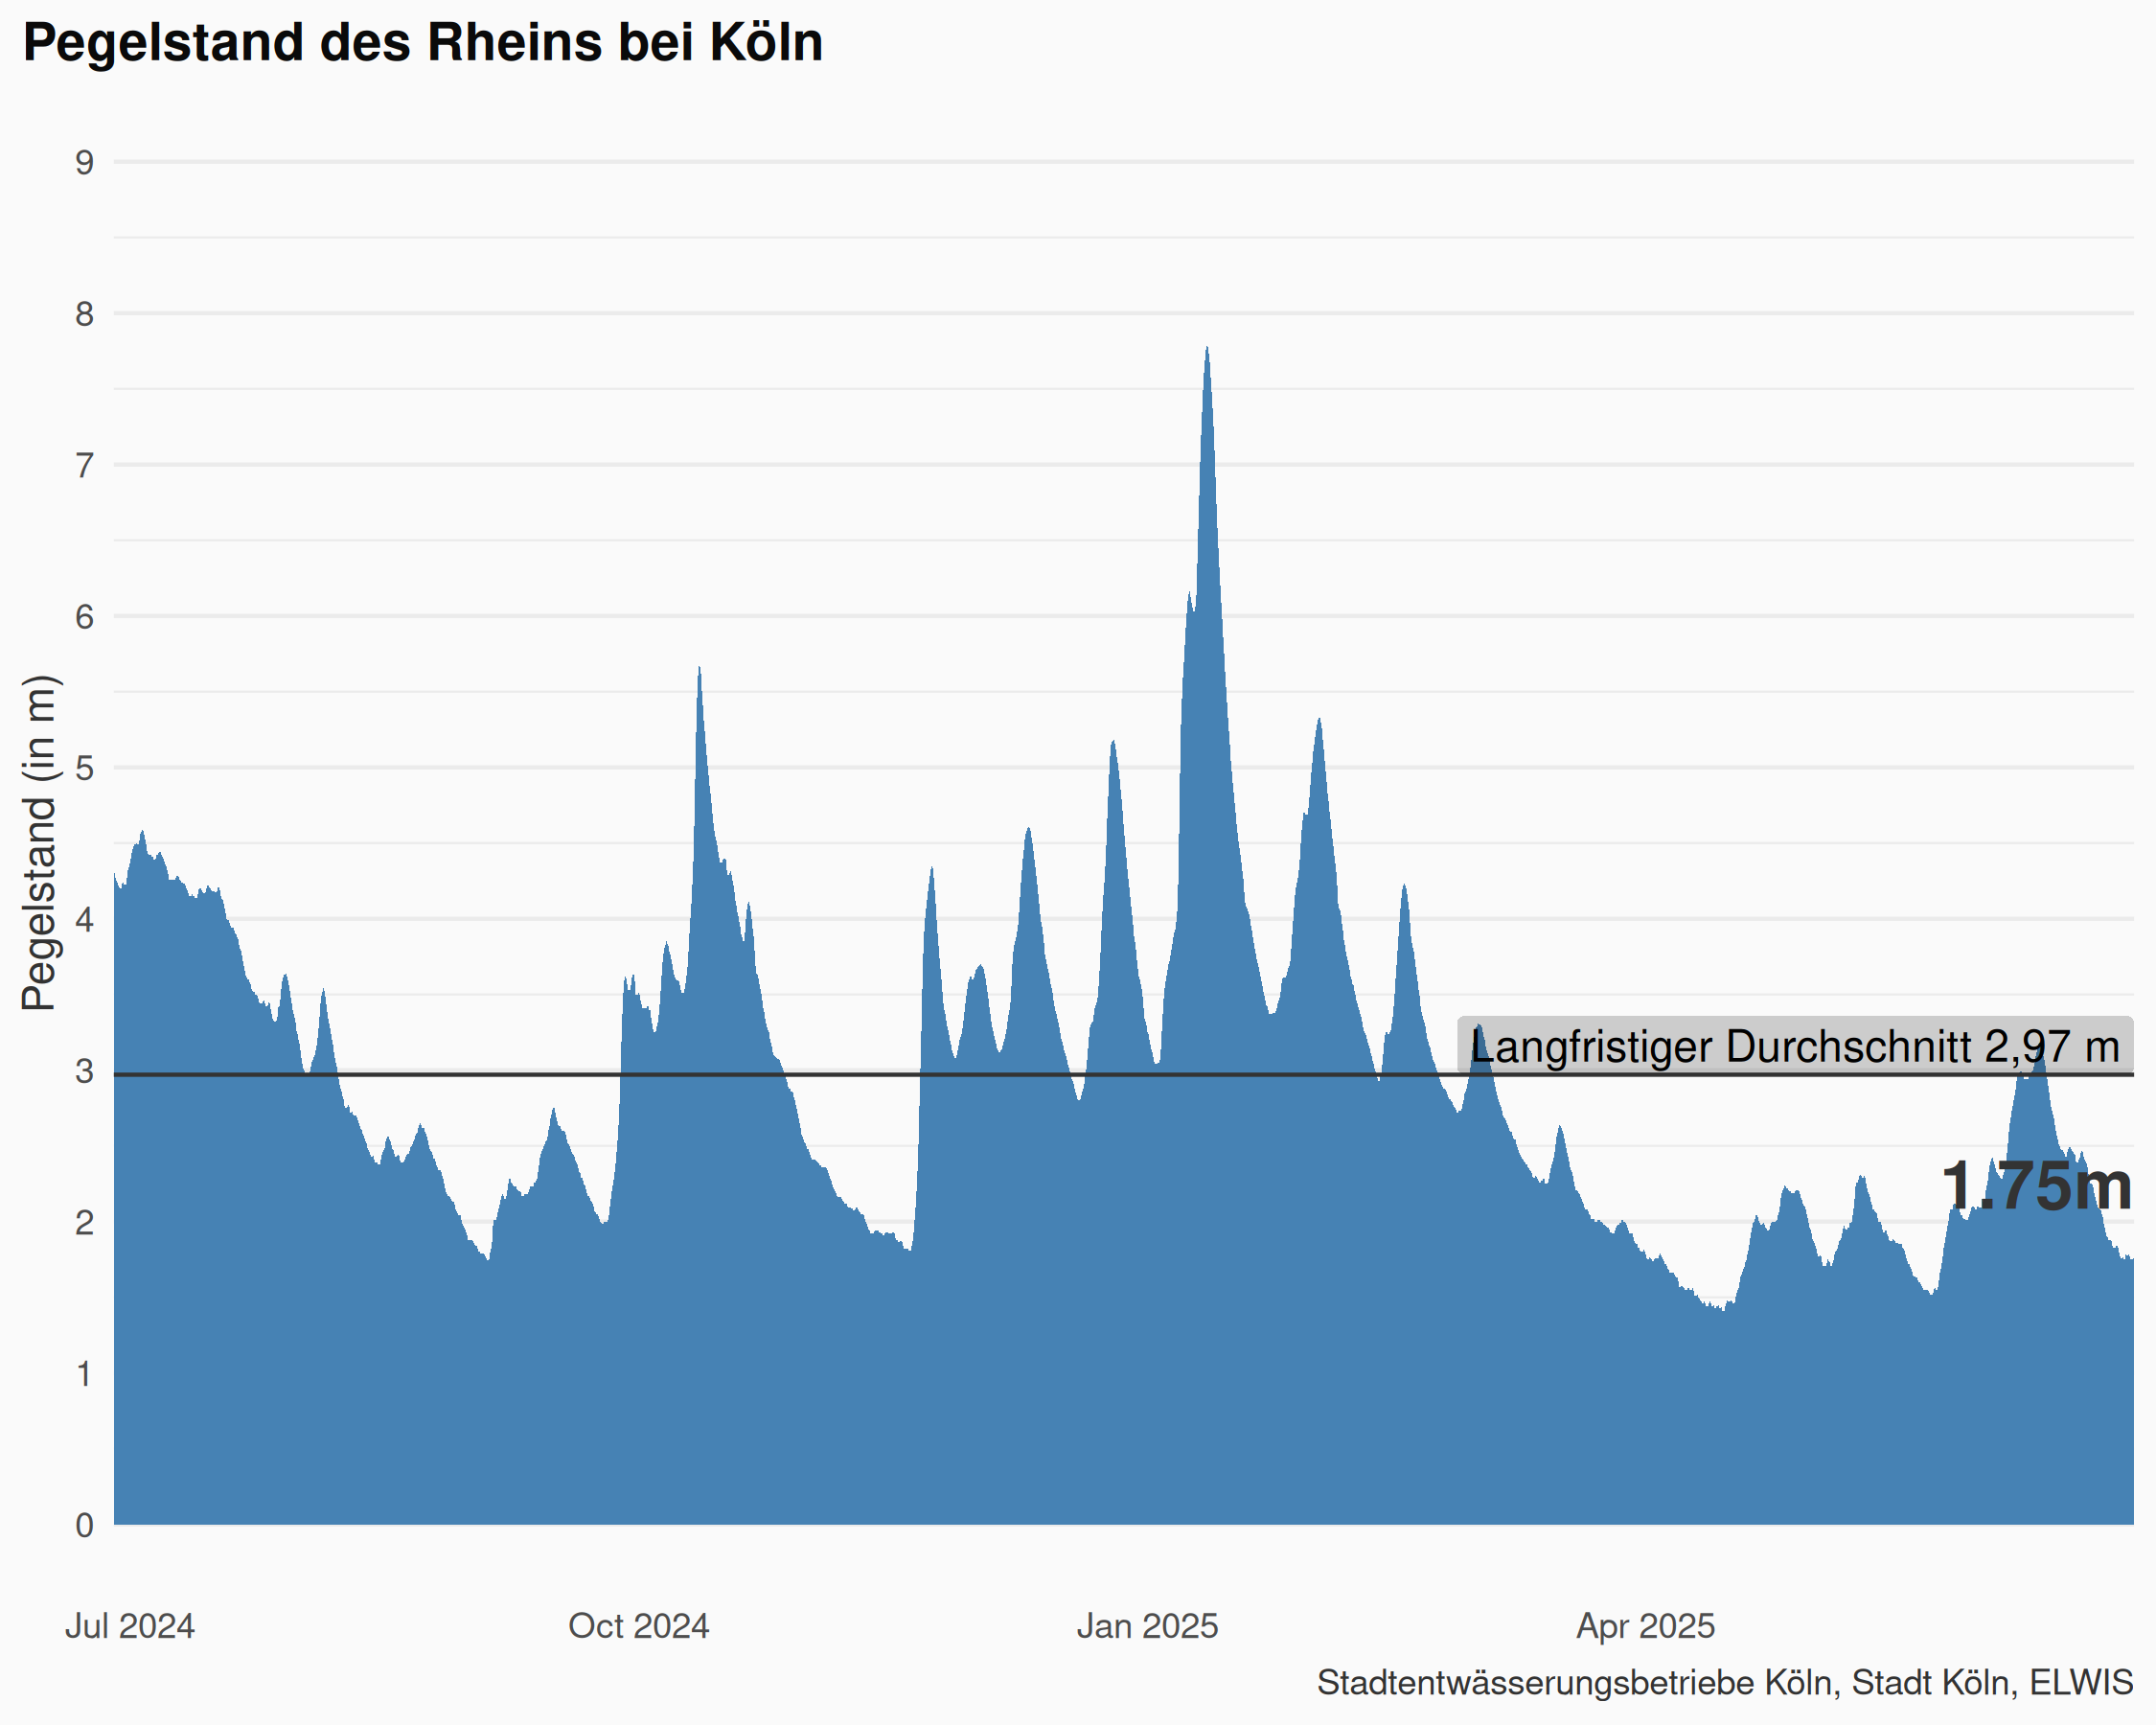 Pegelstand des Rheins bei Köln
9
8
7
6
5
4
3
2
1
0
Pegelstand (in m)
Langfristiger Durchschnitt 2,97 m
1.75m
Jul 2024
Oct 2024
Jan 2025
Apr 2025
Stadtentwässerungsbetriebe Köln, Stadt Köln, ELWIS